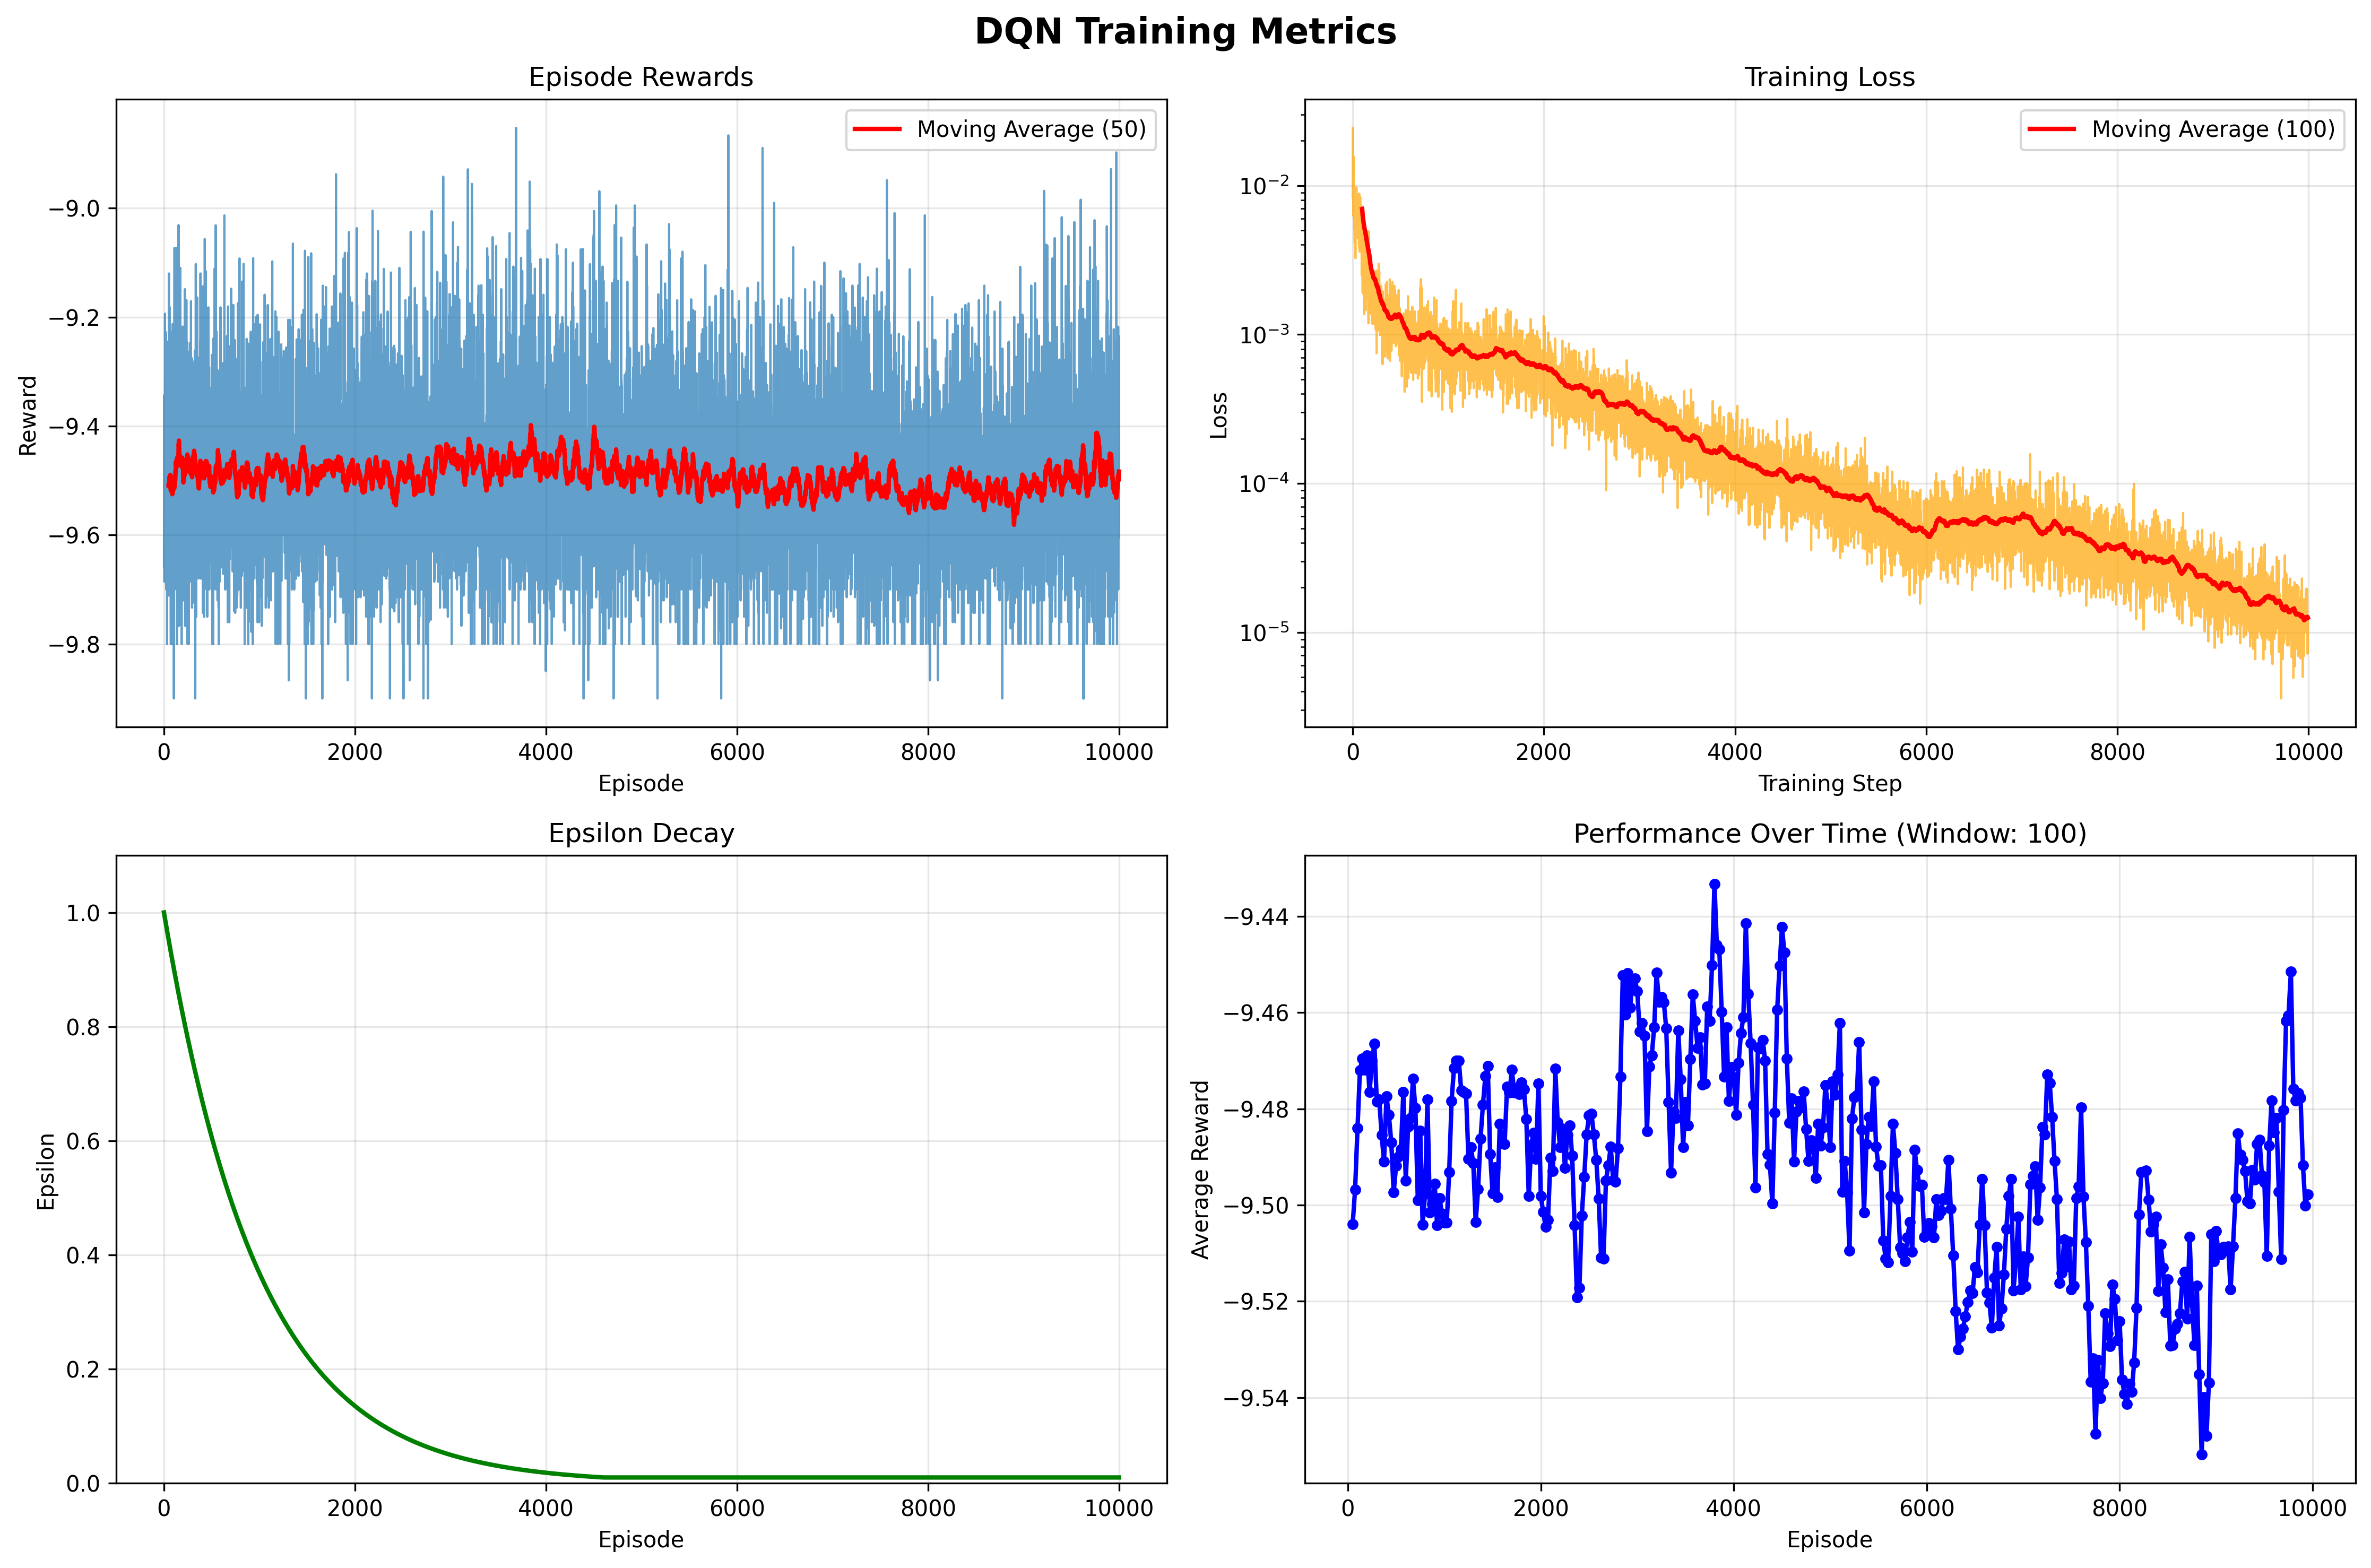 DQN Training Metrics
Episode Rewards
Moving Average (50)
−9.0
−9.2
−9.4
−9.6
−9.8
Reward
0 2000 4000 6000 8000 10000
Episode
Training Loss
Moving Average (100)
10⁻²
10⁻³
10⁻⁴
10⁻⁵
Loss
0 2000 4000 6000 8000 10000
Training Step
Epsilon Decay
1.0
0.8
0.6
0.4
0.2
0.0
Epsilon
0 2000 4000 6000 8000 10000
Episode
Performance Over Time (Window: 100)
−9.44
−9.46
−9.48
−9.50
−9.52
−9.54
Average Reward
0 2000 4000 6000 8000 10000
Episode